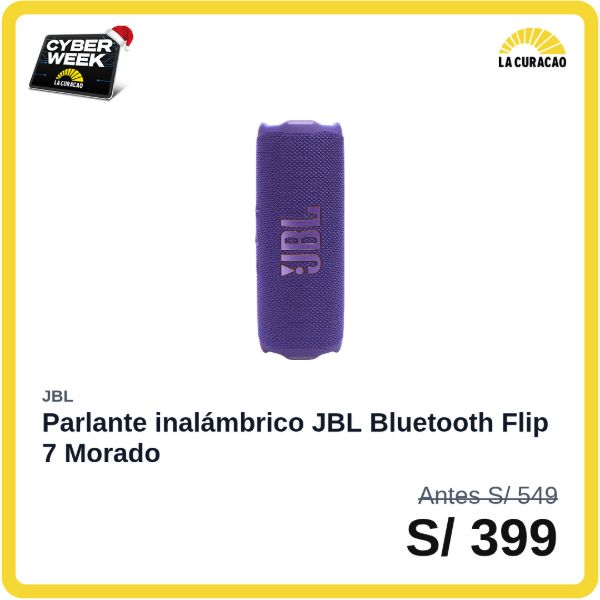 CYBER
WEEK
LA CURACAO
LA CURACAO
JBL
JBL
Parlante inalámbrico JBL Bluetooth Flip
7 Morado
Antes S/ 549
S/ 399